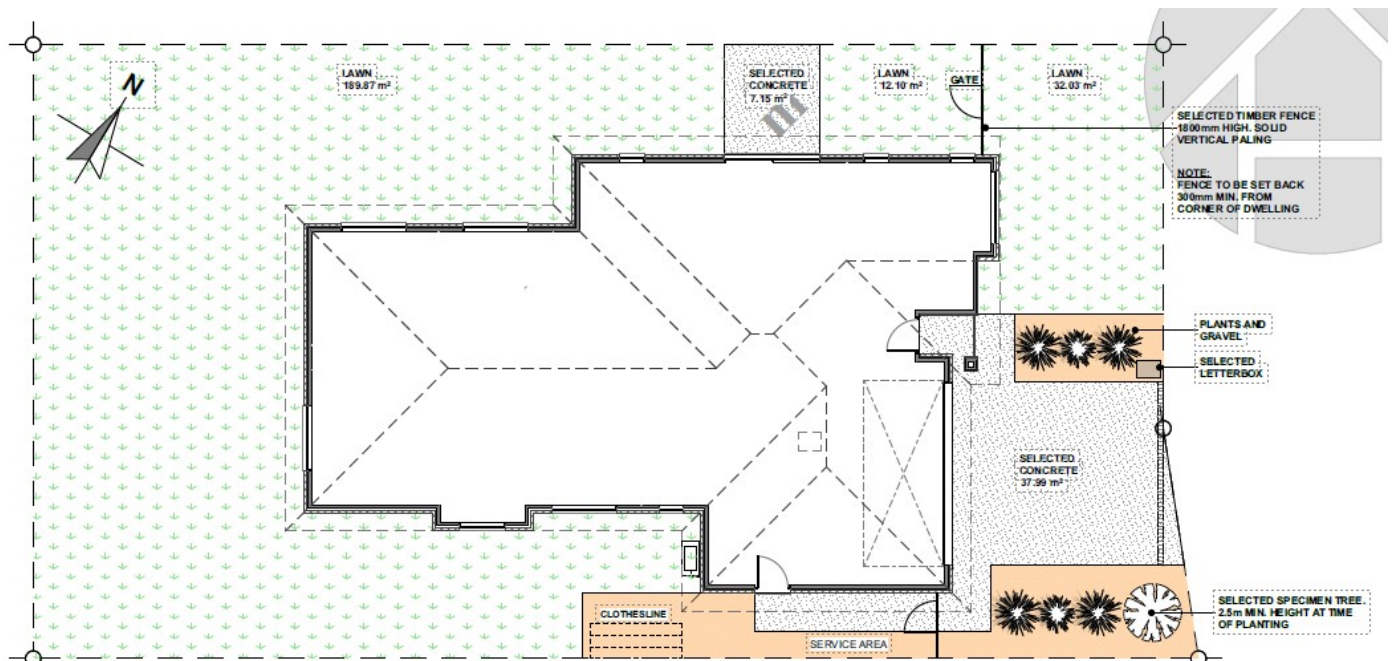 N
LAWN
189.87 m²
SELECTED
CONCRETE
7.15 m²
m
LAWN
12.10 m²
GATE
LAWN
32.03 m²
SELECTED TIMBER FENCE
1800mm HIGH. SOLID
VERTICAL PALING
NOTE:
FENCE TO BE SET BACK
300mm MIN. FROM
CORNER OF DWELLING
PLANTS AND
GRAVEL
SELECTED
LETTERBOX
SELECTED
CONCRETE
37.99 m²
CLOTHESLINE
SERVICE AREA
SELECTED SPECIMEN TREE.
2.5m MIN. HEIGHT AT TIME
OF PLANTING